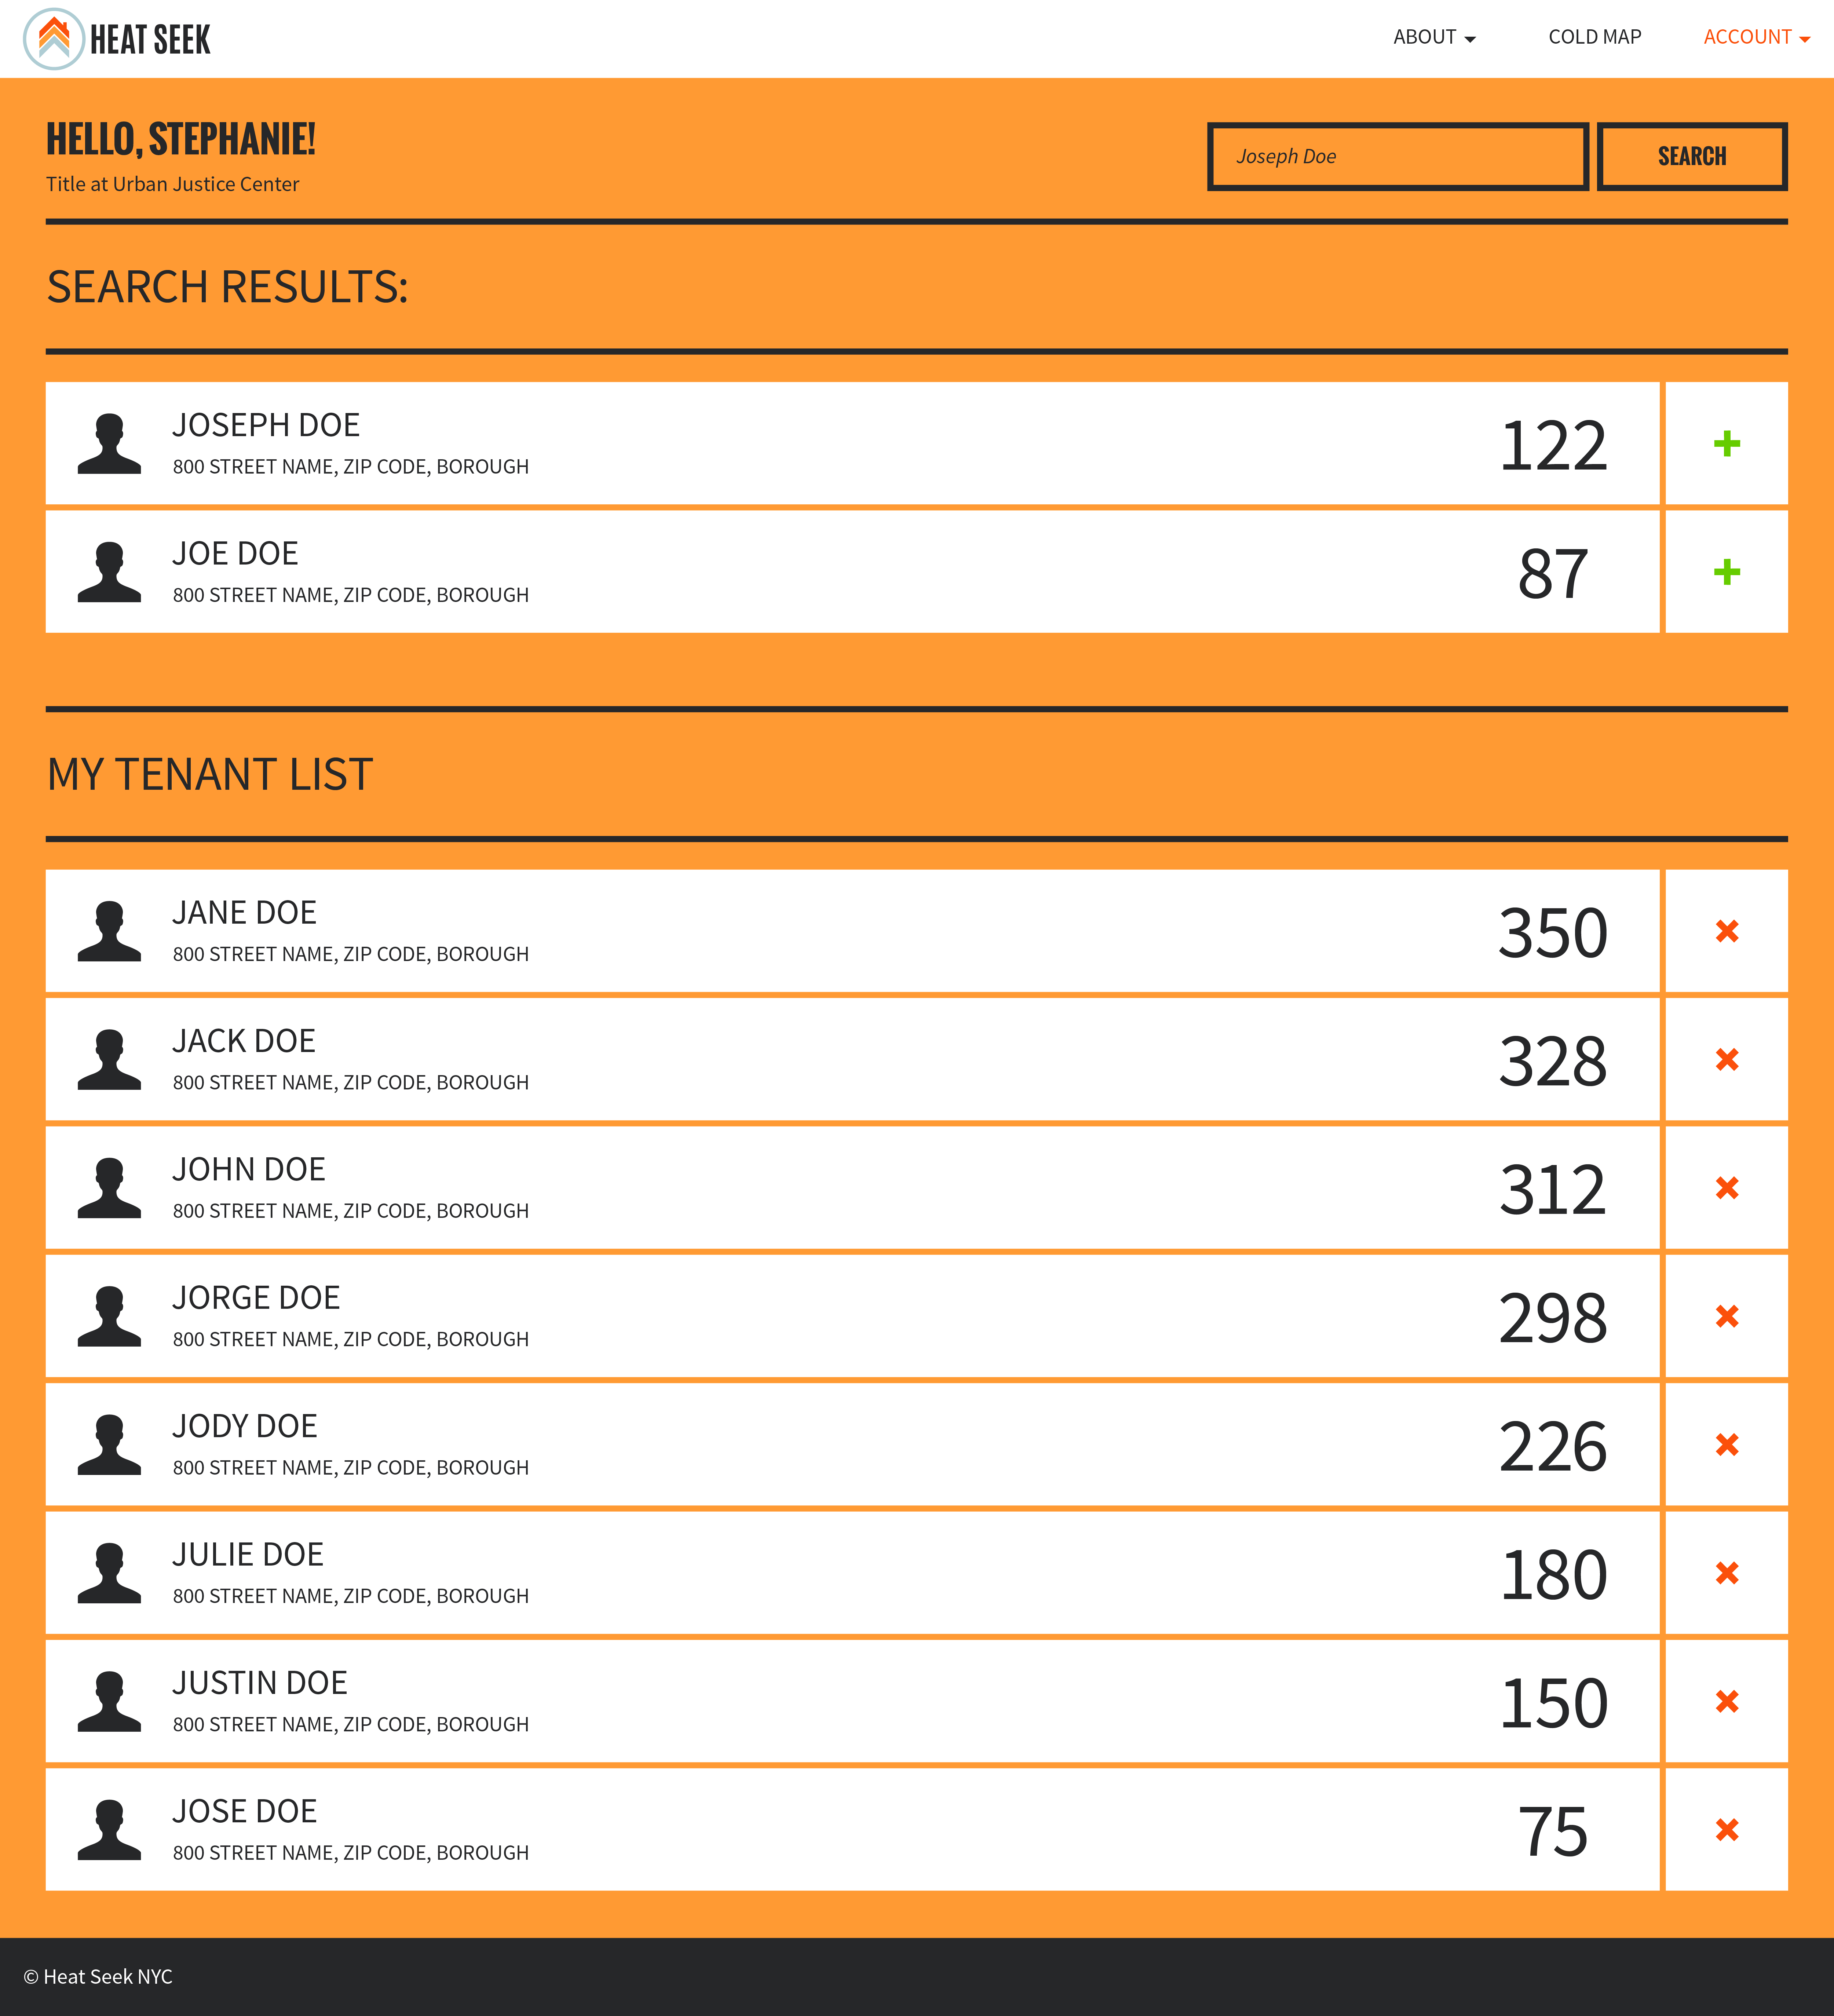 HEAT SEEK
ABOUT COLD MAP ACCOUNT
HELLO, STEPHANIE!
Title at Urban Justice Center
Joseph Doe
SEARCH
SEARCH RESULTS:
JOSEPH DOE
800 STREET NAME, ZIP CODE, BOROUGH
122
JOE DOE
800 STREET NAME, ZIP CODE, BOROUGH
87
MY TENANT LIST
JANE DOE
800 STREET NAME, ZIP CODE, BOROUGH
350
JACK DOE
800 STREET NAME, ZIP CODE, BOROUGH
328
JOHN DOE
800 STREET NAME, ZIP CODE, BOROUGH
312
JORGE DOE
800 STREET NAME, ZIP CODE, BOROUGH
298
JODY DOE
800 STREET NAME, ZIP CODE, BOROUGH
226
JULIE DOE
800 STREET NAME, ZIP CODE, BOROUGH
180
JUSTIN DOE
800 STREET NAME, ZIP CODE, BOROUGH
150
JOSE DOE
800 STREET NAME, ZIP CODE, BOROUGH
75
© Heat Seek NYC